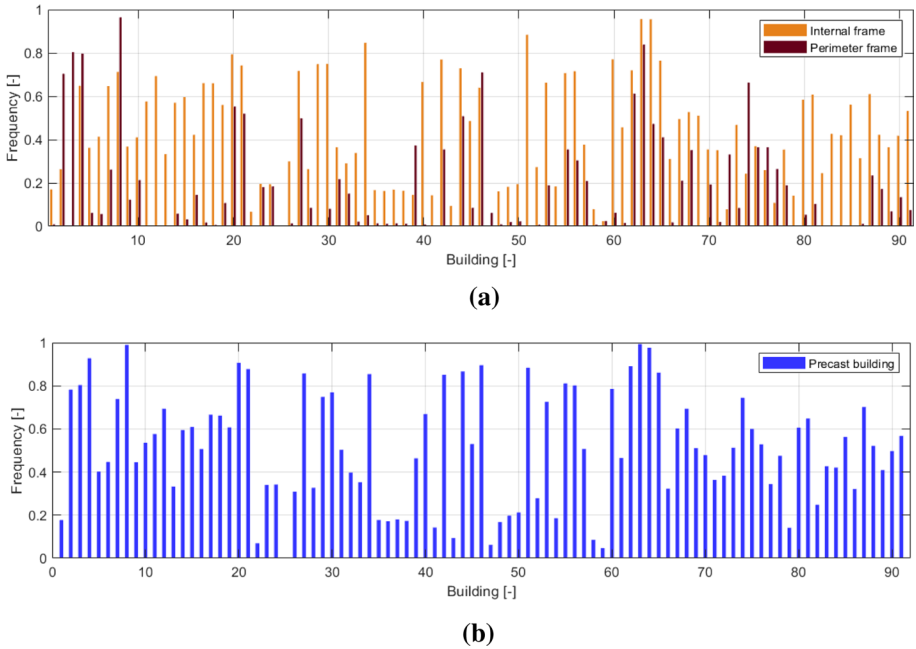 1
0.8
0.6
0.4
0.2
0
Frequency [-]
Internal frame
Perimeter frame
10 20 30 40 50 60 70 80 90
Building [-]
(a)
1
0.8
0.6
0.4
0.2
0
Frequency [-]
Precast building
0 10 20 30 40 50 60 70 80 90
Building [-]
(b)